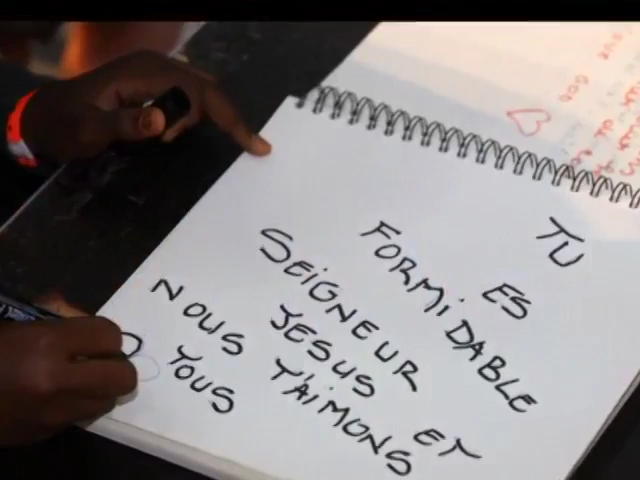 TU ES
FORMiDABLE
SEiGNEUR
JESUS ET
NOUS T'AiMONS
TOUS